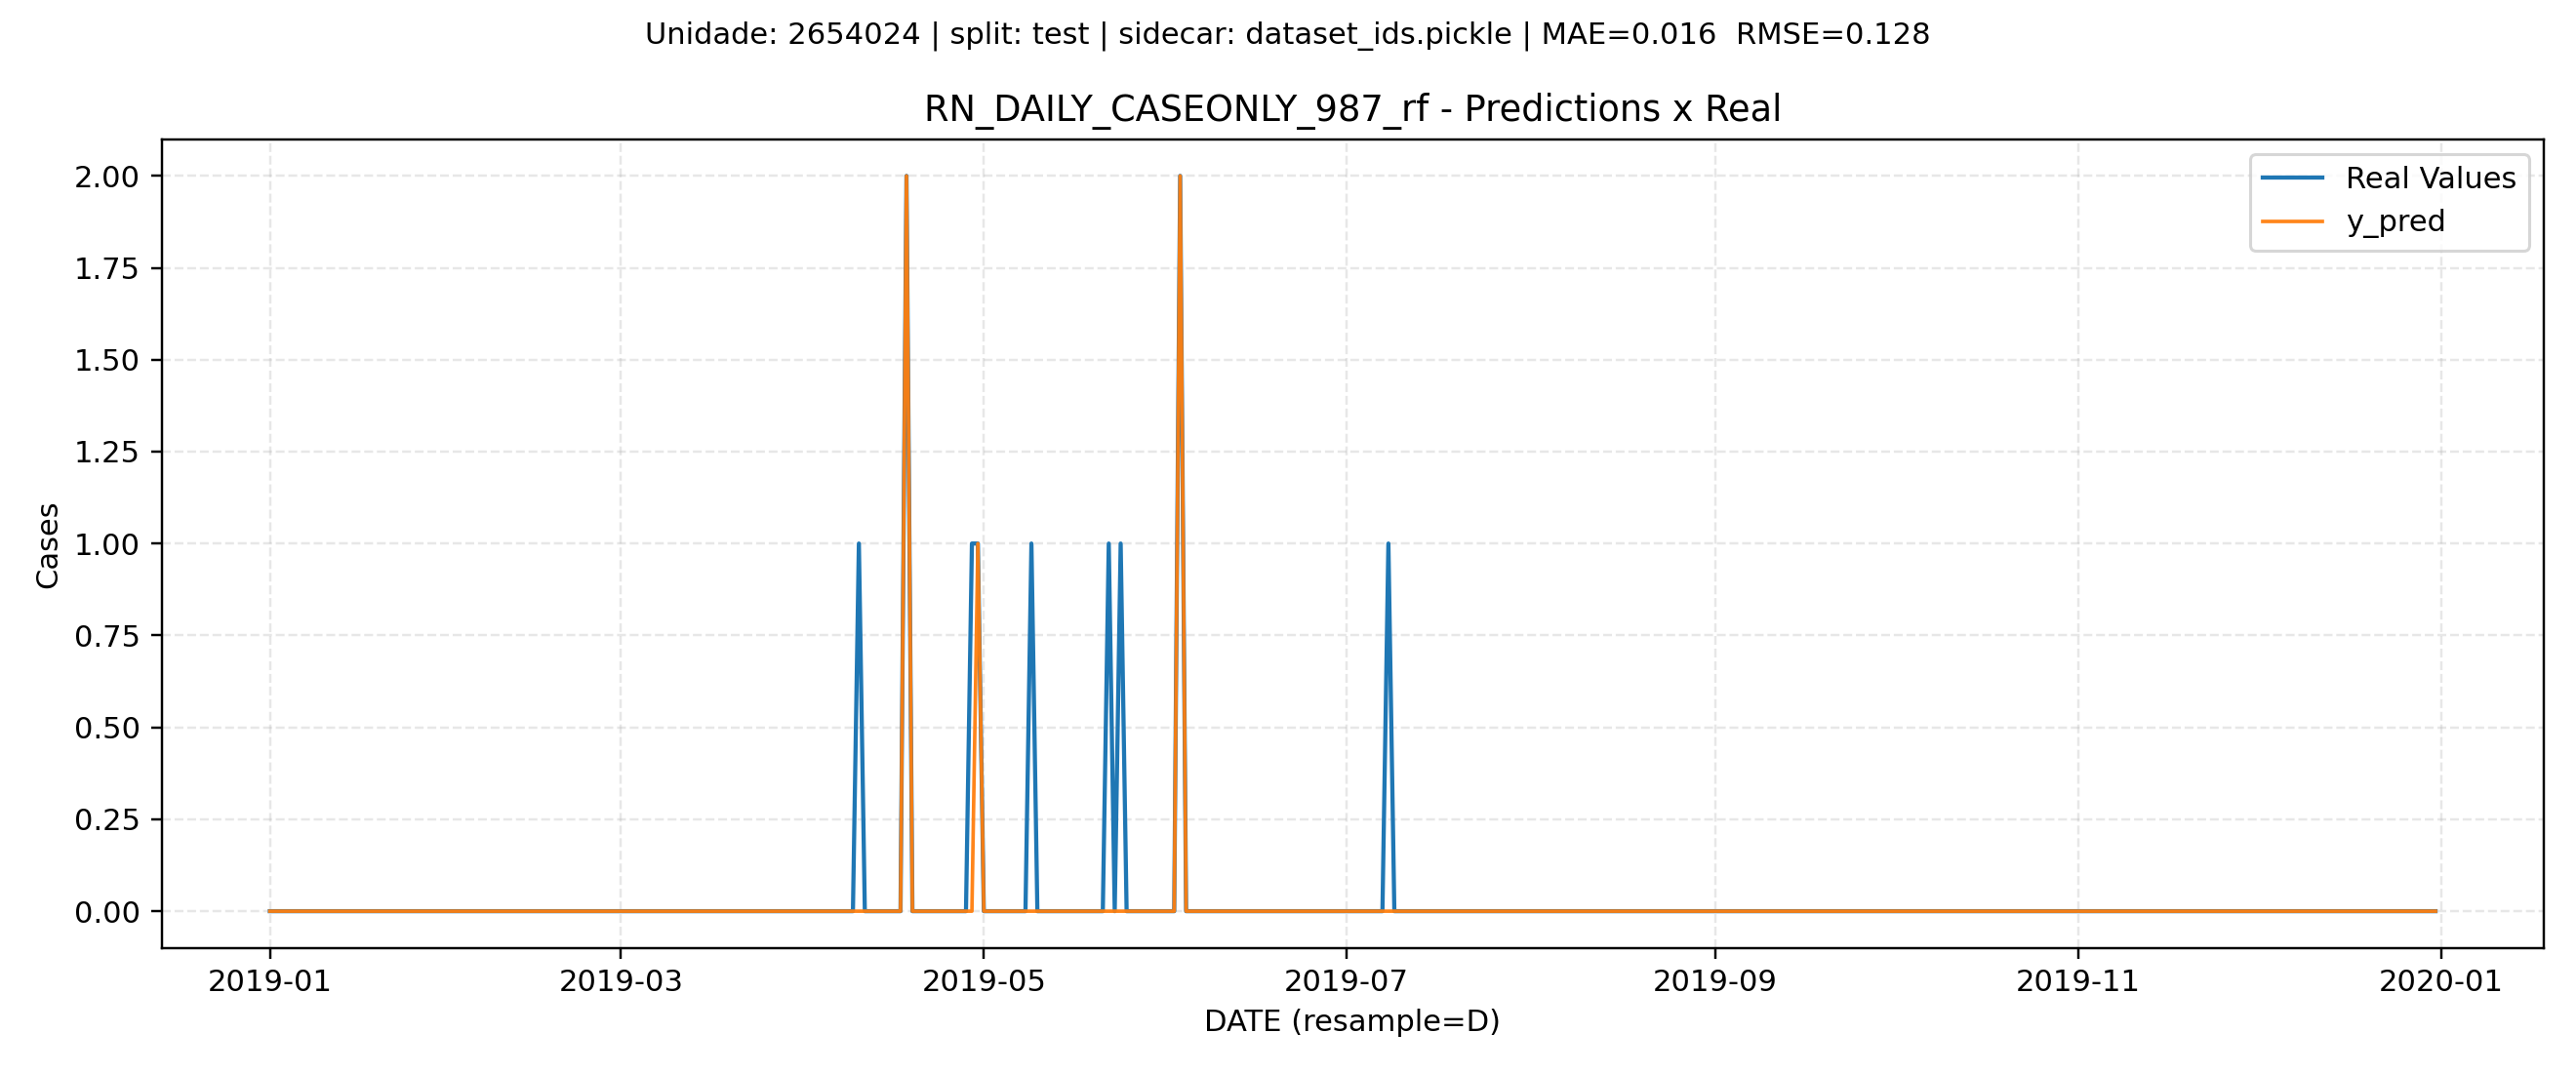 Unidade: 2654024 | split: test | sidecar: dataset_ids.pickle | MAE=0.016  RMSE=0.128
RN_DAILY_CASEONLY_987_rf - Predictions x Real
Real Values
y_pred
2.00
1.75
1.50
1.25
1.00
0.75
0.50
0.25
0.00
Cases
2019-01
2019-03
2019-05
2019-07
2019-09
2019-11
2020-01
DATE (resample=D)